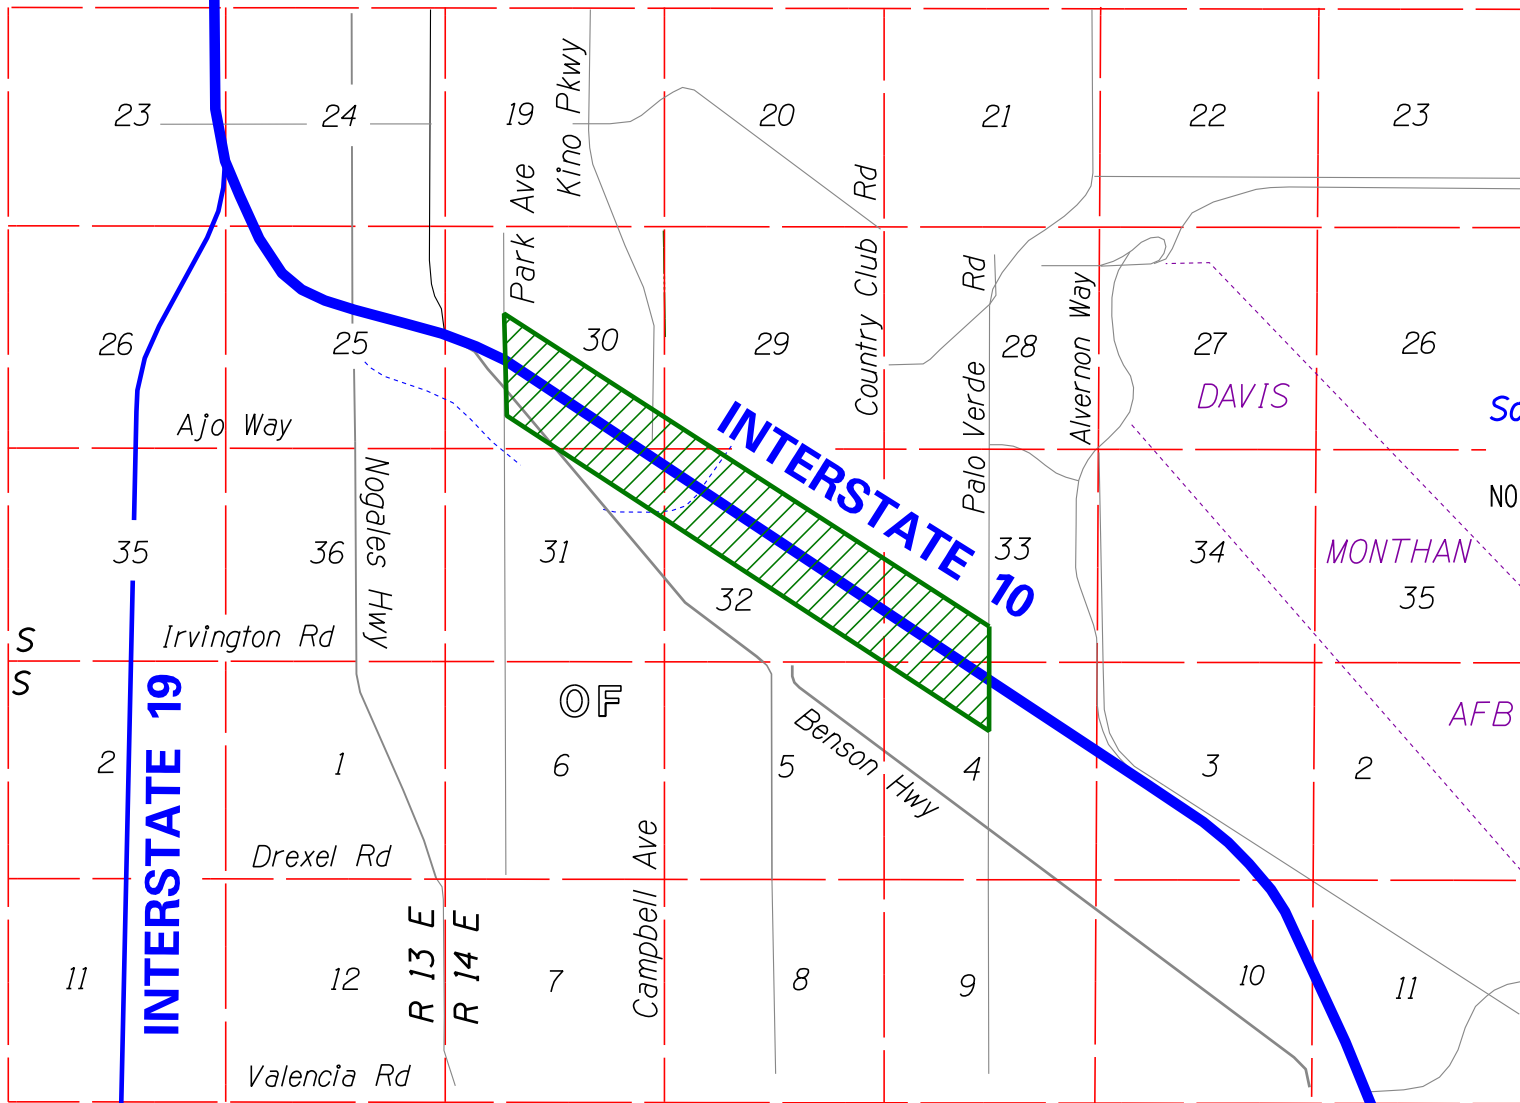 23
24
19
Kino Pkwy
20
21
22
23
Park Ave
Country Club Rd
Palo Verde Rd
Alvernon Way
26
25
30
29
28
27
26
DAVIS
Ajo Way
INTERSTATE 10
NO
Nogales Hwy
35
36
31
32
33
34
MONTHAN
35
S
S
Irvington Rd
INTERSTATE 19
OF
AFB
Benson Hwy
2
1
6
5
4
3
2
Drexel Rd
Campbell Ave
R 13 E
R 14 E
11
12
7
8
9
10
11
Valencia Rd